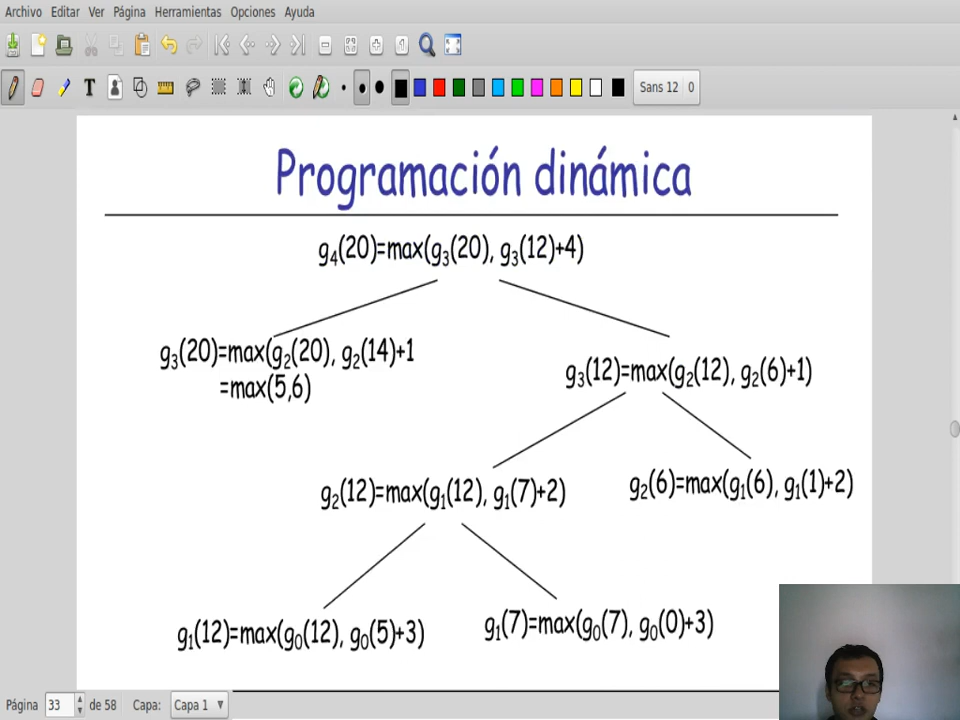 Archivo Editar Ver Página Herramientas Opciones Ayuda
T
Sans 12 0
Programación dinámica
g₄(20)=max(g₃(20), g₃(12)+4)
g₃(20)=max(g₂(20), g₂(14)+1
=max(5,6)
g₃(12)=max(g₂(12), g₂(6)+1)
g₂(12)=max(g₁(12), g₁(7)+2)
g₂(6)=max(g₁(6), g₁(1)+2)
g₁(12)=max(g₀(12), g₀(5)+3)
g₁(7)=max(g₀(7), g₀(0)+3)
Página 33 de 58 Capa: Capa 1